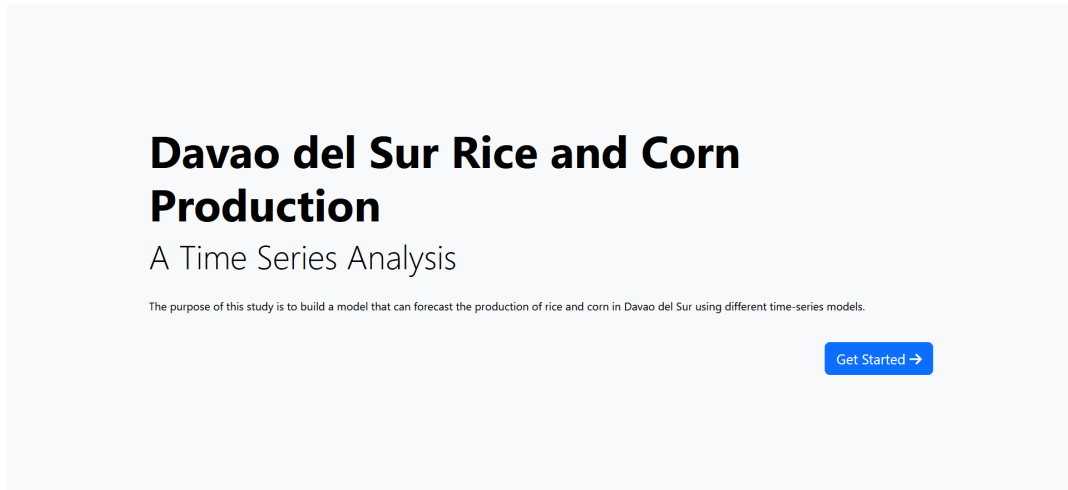 Davao del Sur Rice and Corn
Production
A Time Series Analysis
The purpose of this study is to build a model that can forecast the production of rice and corn in Davao del Sur using different time-series models.
Get Started →